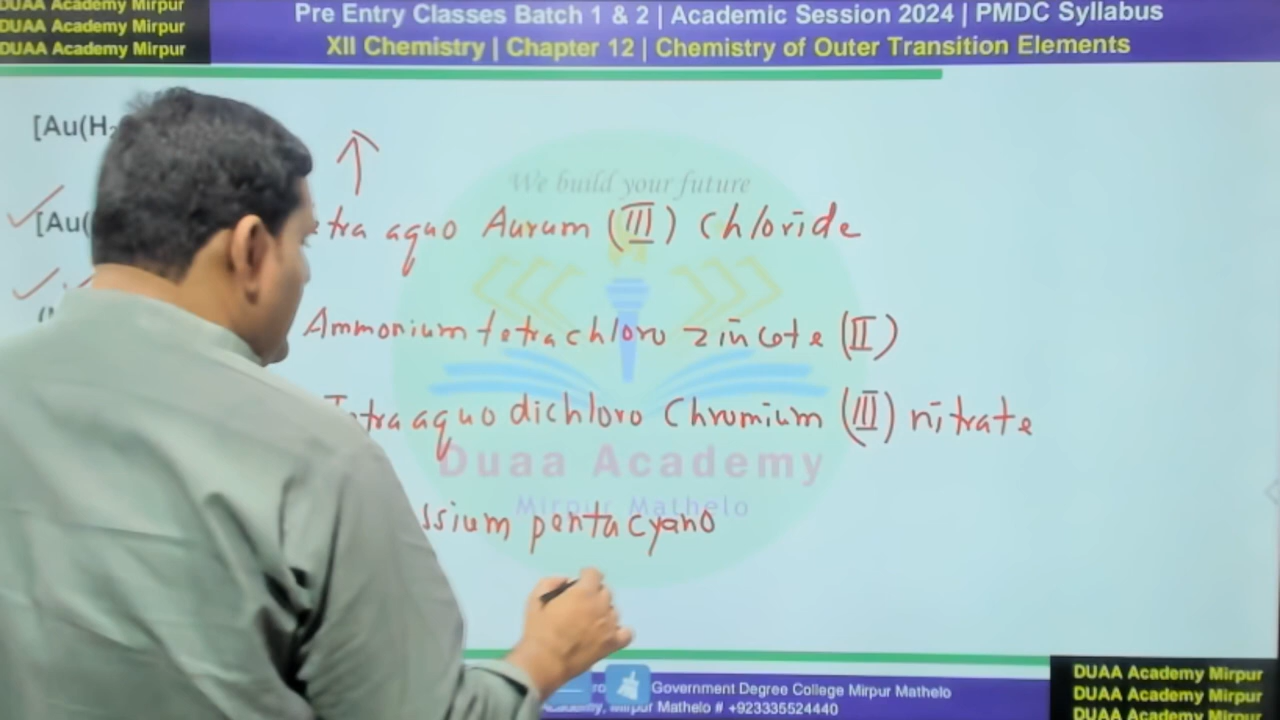 DUAA Academy Mirpur
DUAA Academy Mirpur
DUAA Academy Mirpur
Pre Entry Classes Batch 1 & 2 | Academic Session 2024 | PMDC Syllabus
XII Chemistry | Chapter 12 | Chemistry of Outer Transition Elements
[Au(H
We build your future
[Au(
tra aquo Aurum (III) Chloride
Ammonium tetrachloro zincate (II)
Tetra aquo dichloro Chromium (III) nitrate
Duaa Academy
Mirpur Mathelo
ssium pentacyano
Government Degree College Mirpur Mathelo
Mirpur Mathelo # +923335524440
DUAA Academy Mirpur
DUAA Academy Mirpur
DUAA Academy Mirpur